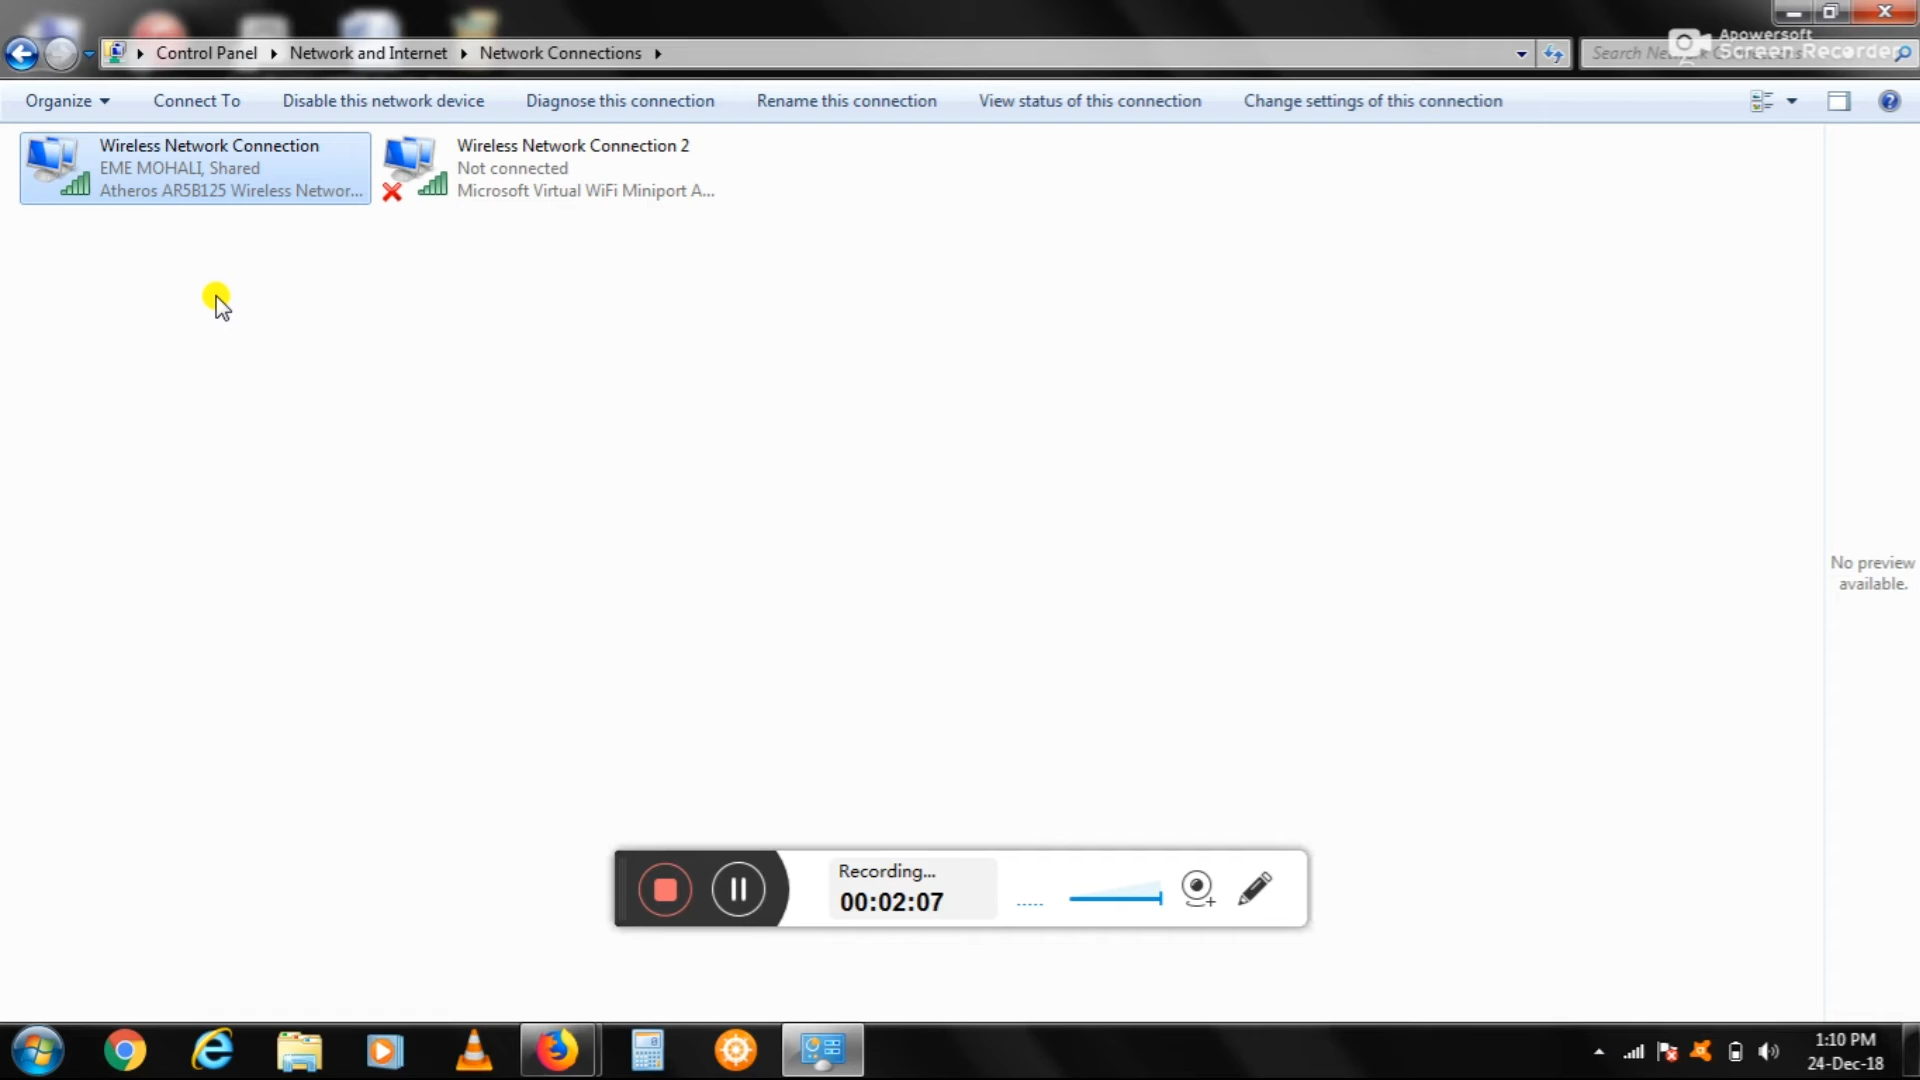 Apowersoft
Screen Recorder
Control Panel
Network and Internet
Network Connections
Organize
Connect To
Disable this network device
Diagnose this connection
Rename this connection
View status of this connection
Change settings of this connection
Wireless Network Connection
EME MOHALI, Shared
Atheros AR5B125 Wireless Networ...
Wireless Network Connection 2
Not connected
Microsoft Virtual WiFi Miniport A...
No preview
available.
Recording...
00:02:07
1:10 PM
24-Dec-18